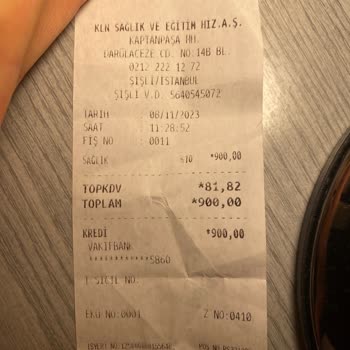 KLN SAĞLIK VE EĞİTİM HİZ.A.Ş.
KAPTANPAŞA MH.
DARÜLACEZE CD. NO:14B BL.
0212 222 12 72
ŞİŞLİ/İSTANBUL
ŞİŞLİ V.D. 5640545072
TARİH : 08/11/2023
SAAT : 11:28:52
FİŞ NO : 0011
SAĞLIK %10 *900,00
TOPKDV *81,82
TOPLAM *900,00
KREDİ *900,00
VAKIFBANK
************5860
T SİCİL NO:
EKÜ NO:0001 Z NO:0410
İŞYERİ NO: